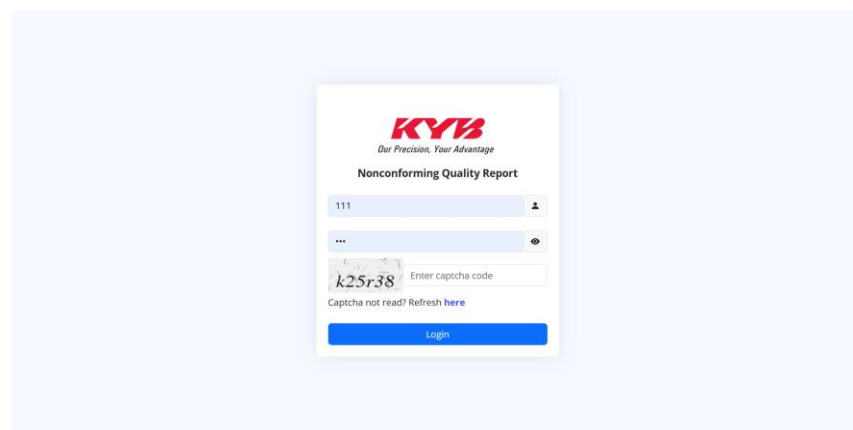 KYB
Our Precision, Your Advantage
Nonconforming Quality Report
111
•••
k25r38
Enter captcha code
Captcha not read? Refresh here
Login